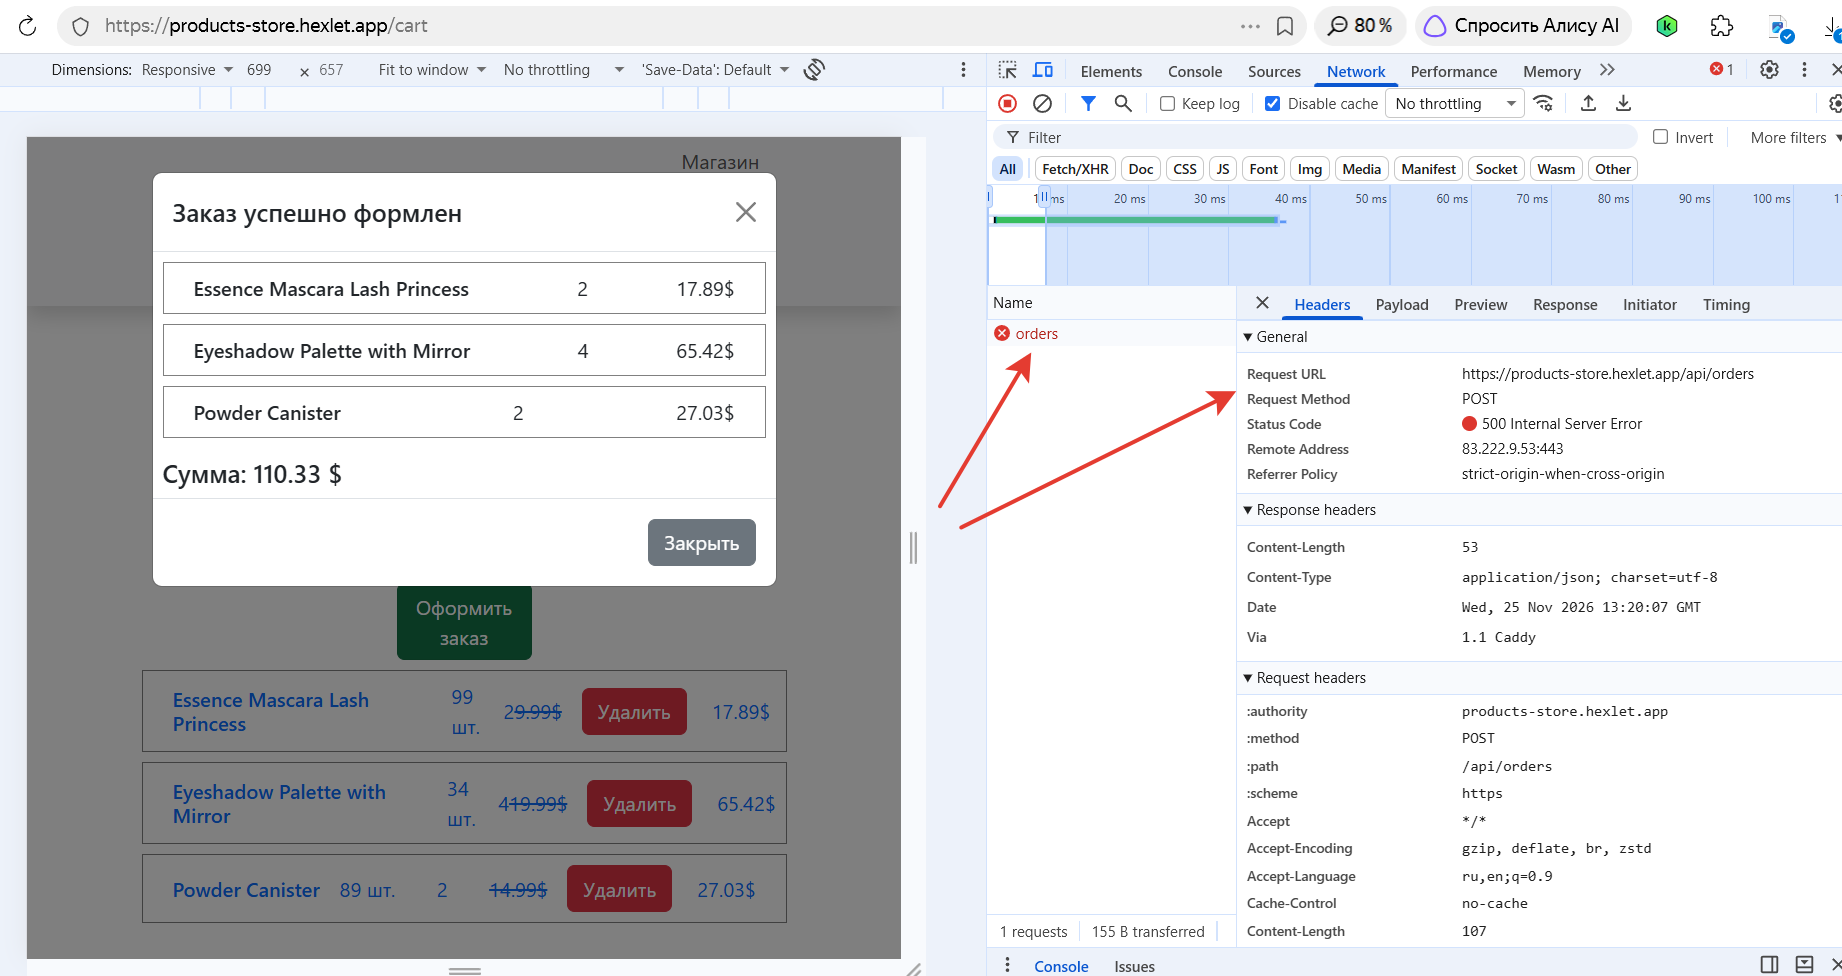 https://products-store.hexlet.app/cart
80 %
Спросить Алису AI
Dimensions: Responsive 699 × 657 Fit to window No throttling 'Save-Data': Default
Elements Console Sources Network Performance Memory 1
Keep log Disable cache No throttling
Filter Invert More filters
All Fetch/XHR Doc CSS JS Font Img Media Manifest Socket Wasm Other
20 ms 30 ms 40 ms 50 ms 60 ms 70 ms 80 ms 90 ms 100 ms
Магазин
Заказ успешно формлен
Essence Mascara Lash Princess 2 17.89$
Eyeshadow Palette with Mirror 4 65.42$
Powder Canister 2 27.03$
Сумма: 110.33 $
Закрыть
Оформить
заказ
Essence Mascara Lash
Princess
99
шт.
29.99$ Удалить 17.89$
Eyeshadow Palette with
Mirror
34
шт.
419.99$ Удалить 65.42$
Powder Canister 89 шт. 2 14.99$ Удалить 27.03$
Name
orders
1 requests 155 B transferred
Headers Payload Preview Response Initiator Timing
General
Request URL https://products-store.hexlet.app/api/orders
Request Method POST
Status Code 500 Internal Server Error
Remote Address 83.222.9.53:443
Referrer Policy strict-origin-when-cross-origin
Response headers
Content-Length 53
Content-Type application/json; charset=utf-8
Date Wed, 25 Nov 2026 13:20:07 GMT
Via 1.1 Caddy
Request headers
:authority products-store.hexlet.app
:method POST
:path /api/orders
:scheme https
Accept */*
Accept-Encoding gzip, deflate, br, zstd
Accept-Language ru,en;q=0.9
Cache-Control no-cache
Content-Length 107
Console Issues